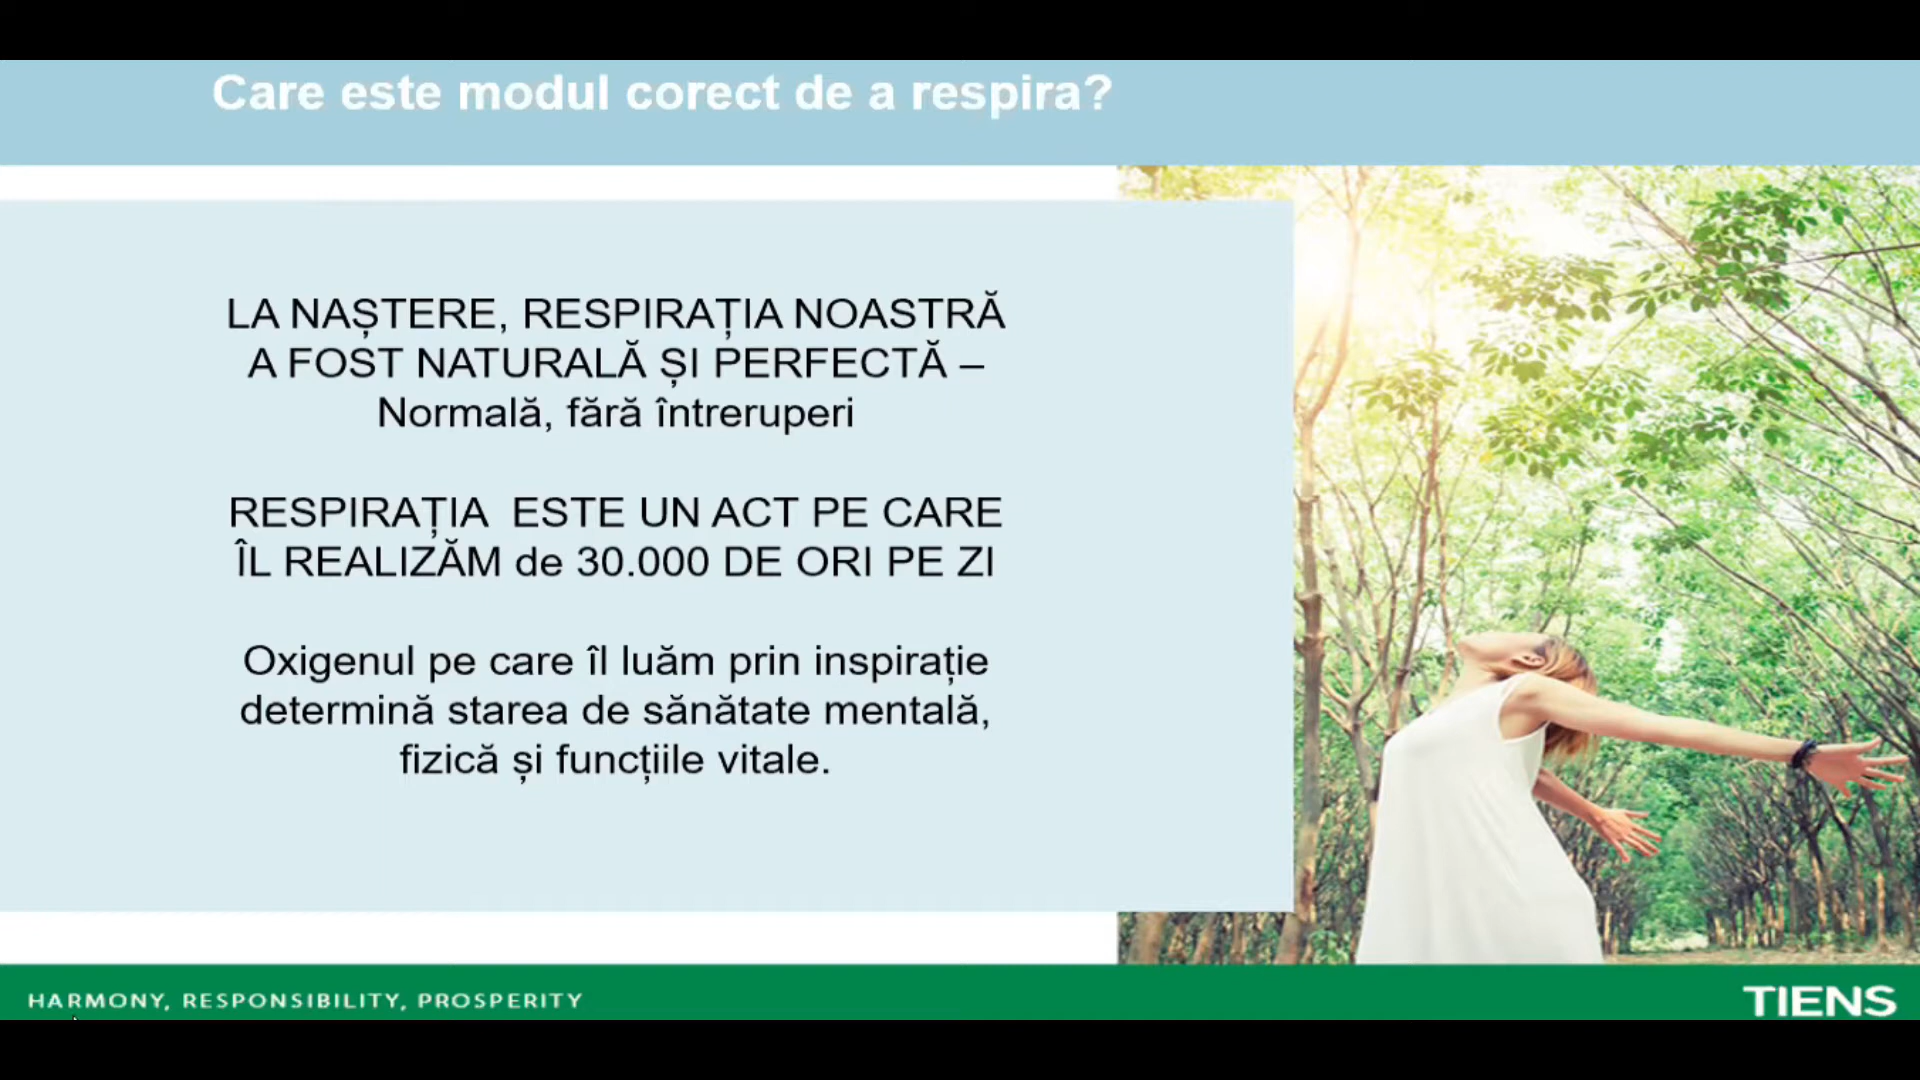 Care este modul corect de a respira?
LA NAȘTERE, RESPIRAȚIA NOASTRĂ
A FOST NATURALĂ ȘI PERFECTĂ –
Normală, fără întreruperi
RESPIRAȚIA ESTE UN ACT PE CARE
ÎL REALIZĂM de 30.000 DE ORI PE ZI
Oxigenul pe care îl luăm prin inspirație
determină starea de sănătate mentală,
fizică și funcțiile vitale.
HARMONY, RESPONSIBILITY, PROSPERITY
TIENS